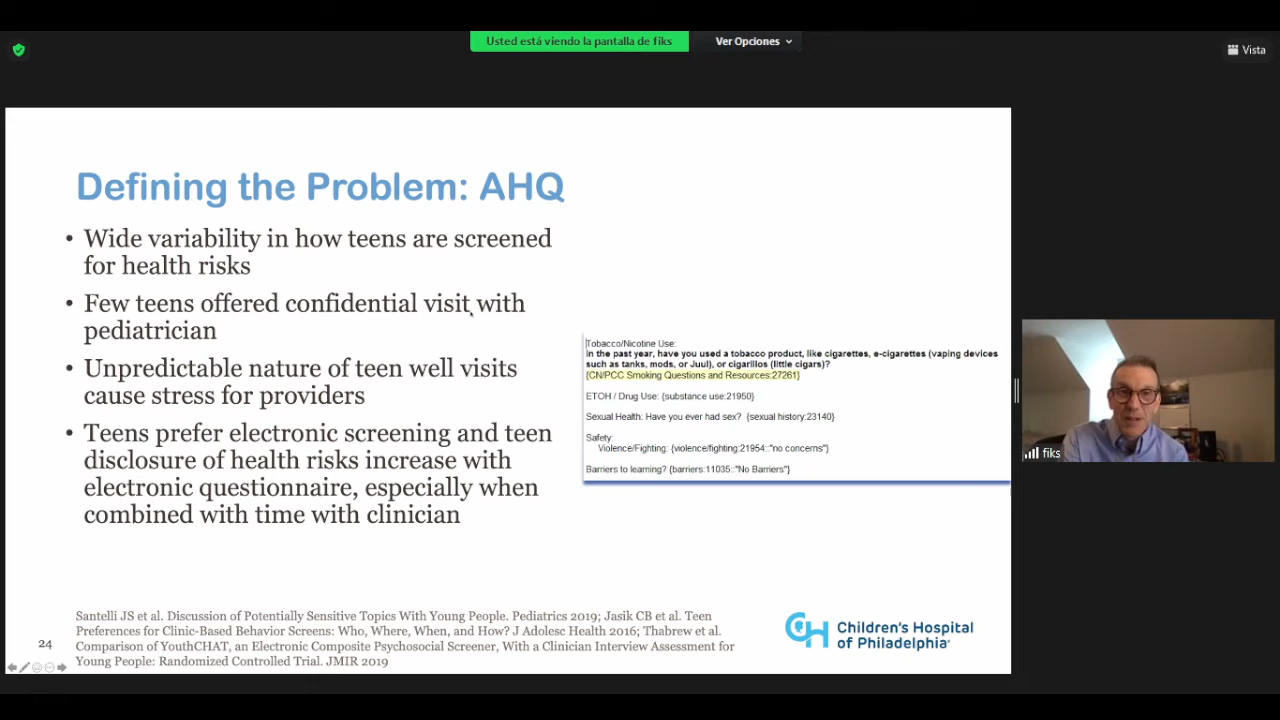 Usted está viendo la pantalla de fiks
Ver Opciones
Vista
Defining the Problem: AHQ
• Wide variability in how teens are screened
for health risks
• Few teens offered confidential visit with
pediatrician
• Unpredictable nature of teen well visits
cause stress for providers
• Teens prefer electronic screening and teen
disclosure of health risks increase with
electronic questionnaire, especially when
combined with time with clinician
Tobacco/Nicotine Use:
In the past year, have you used a tobacco product, like cigarettes, e-cigarettes (vaping devices
such as tanks, mods, or Juul), or cigarillos (little cigars)?
{CN/PCC Smoking Questions and Resources:27261}
ETOH / Drug Use: {substance use:21950}
Sexual Health: Have you ever had sex? {sexual history:23140}
Safety:
Violence/Fighting: {violence/fighting:21954::"no concerns"}
Barriers to learning? {barriers:11035::"No Barriers"}
fiks
Santelli JS et al. Discussion of Potentially Sensitive Topics With Young People. Pediatrics 2019; Jasik CB et al. Teen
Preferences for Clinic-Based Behavior Screens: Who, Where, When, and How? J Adolesc Health 2016; Thabrew et al.
Comparison of YouthCHAT, an Electronic Composite Psychosocial Screener, With a Clinician Interview Assessment for
Young People: Randomized Controlled Trial. JMIR 2019
24
CH Children's Hospital
of Philadelphia